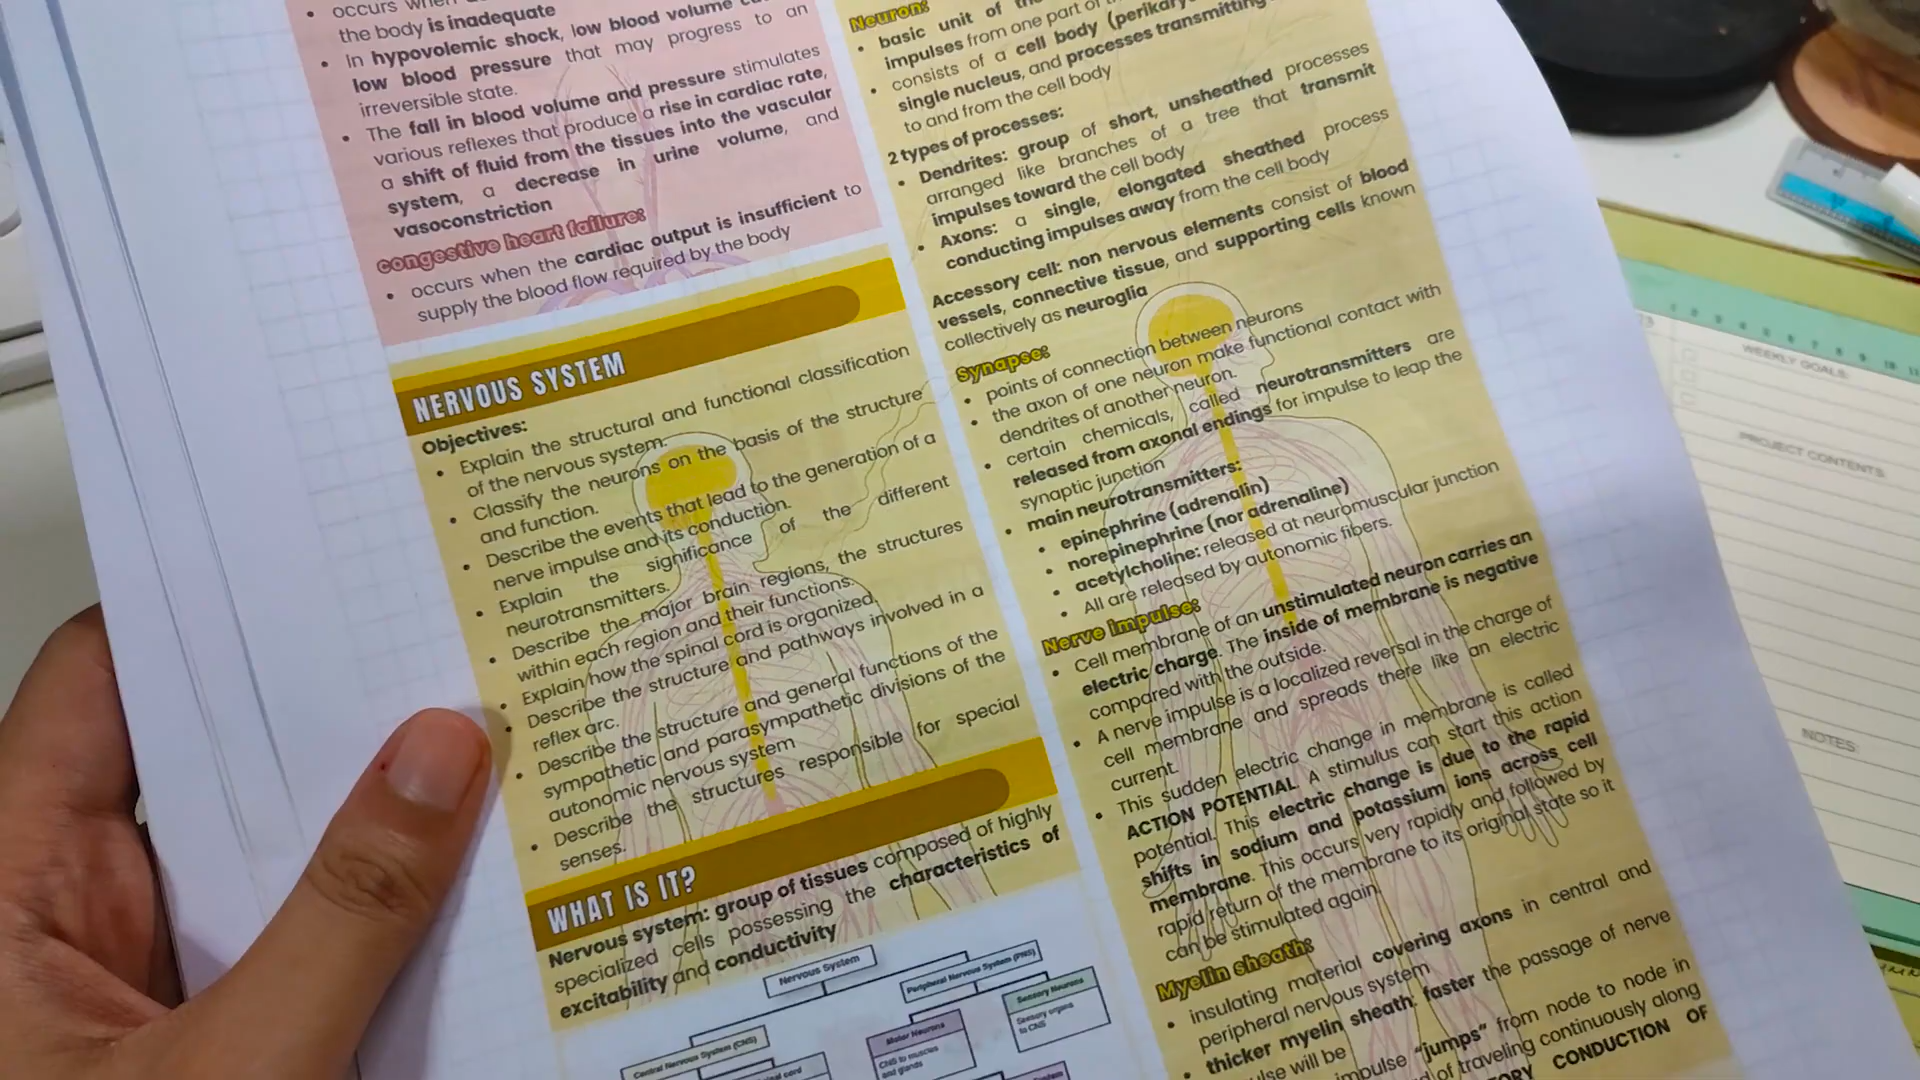 occurs when
the body is inadequate
In hypovolemic shock, low blood volume
low blood pressure that may progress to an
irreversible state.
The fall in blood volume and pressure stimulates
various reflexes that produce a rise in cardiac rate,
a shift of fluid from the tissues into the vascular
system, a decrease in urine volume, and
vasoconstriction
congestive heart failure:
occurs when the cardiac output is insufficient to
supply the blood flow required by the body
NERVOUS SYSTEM
Objectives:
Explain the structural and functional classification
of the nervous system.
Classify the neurons on the basis of the structure
and function.
Describe the events that lead to the generation of a
nerve impulse and its conduction.
Explain the significance of the different
neurotransmitters.
Describe the major brain regions, the structures
within each region and their functions.
Explain how the spinal cord is organized.
Describe the structure and pathways involved in a
reflex arc.
Describe the structure and general functions of the
sympathetic and parasympathetic divisions of the
autonomic nervous system
Describe the structures responsible for special
senses.
WHAT IS IT?
Nervous system: group of tissues composed of highly
specialized cells possessing the characteristics of
excitability and conductivity
Nervous System
Peripheral Nervous System (PNS)
Central Nervous System (CNS)
Motor Neurons
CNS to muscles
and glands
Sensory Neurons
Sensory organs
to CNS
cord
System
Neuron:
basic unit of
impulses from one part of
consists of a cell body
single nucleus, and processes transmitting
to and from the cell body
2 types of processes:
Dendrites: group of short, unsheathed processes
arranged like branches of a tree that transmit
impulses toward the cell body
Axons: a single, elongated sheathed process
conducting impulses away from the cell body
Accessory cell: non nervous elements consist of blood
vessels, connective tissue, and supporting cells known
collectively as neuroglia
Synapse:
points of connection between neurons
the axon of one neuron make functional contact with
dendrites of another neuron.
certain chemicals, called neurotransmitters are
released from axonal endings for impulse to leap the
synaptic junction
main neurotransmitters:
epinephrine (adrenalin)
norepinephrine (nor adrenaline)
acetylcholine: released at neuromuscular junction
All are released by autonomic fibers.
Nerve impulse:
Cell membrane of an unstimulated neuron carries an
electric charge. The inside of membrane is negative
compared with the outside.
A nerve impulse is a localized reversal in the charge of
cell membrane and spreads there like an electric
current.
This sudden electric change in membrane is called
ACTION POTENTIAL. A stimulus can start this action
potential. This electric change is due to the rapid
shifts in sodium and potassium ions across cell
membrane. This occurs very rapidly and followed by
rapid return of the membrane to its original state so it
can be stimulated again.
Myelin sheath:
insulating material covering axons in central and
peripheral nervous system
thicker myelin sheath: faster the passage of nerve
will be
"jumps" from node to node in
of traveling continuously along
CONDUCTION OF
WEEKLY GOALS:
PROJECT CONTENTS
NOTES: